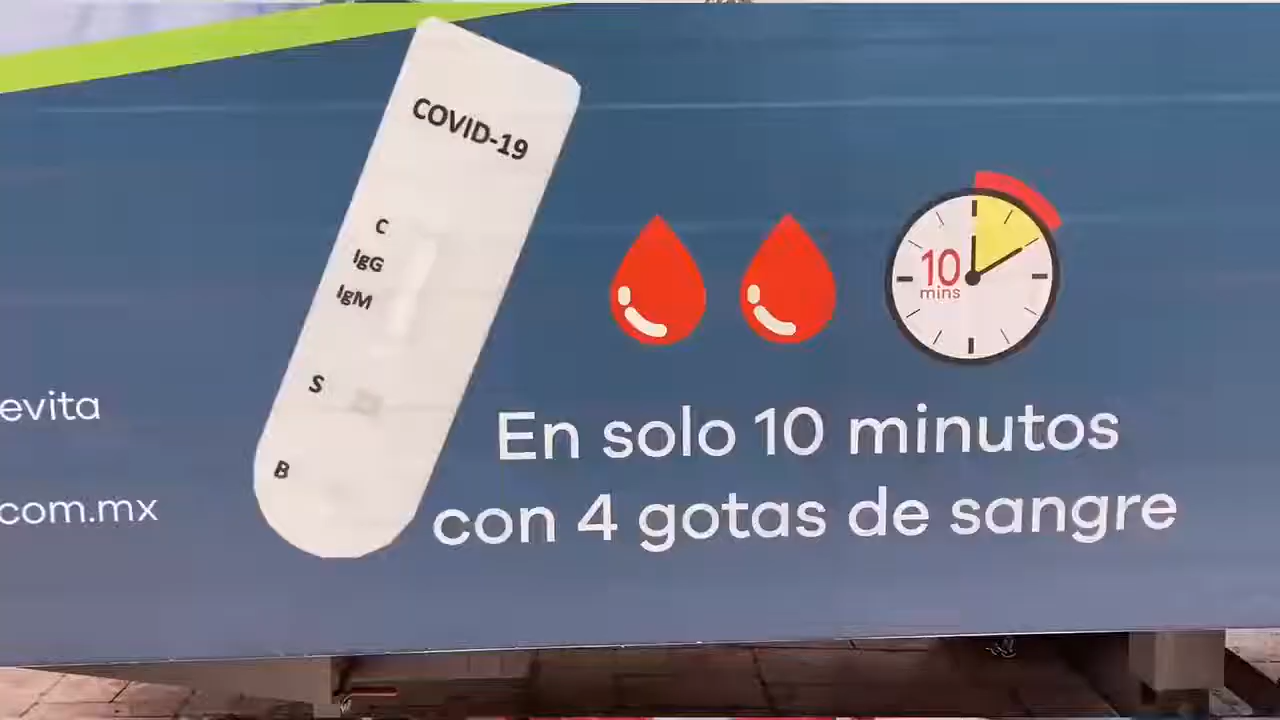 COVID-19
C
IgG
IgM
S
B
10
mins
evita
com.mx
En solo 10 minutos
con 4 gotas de sangre